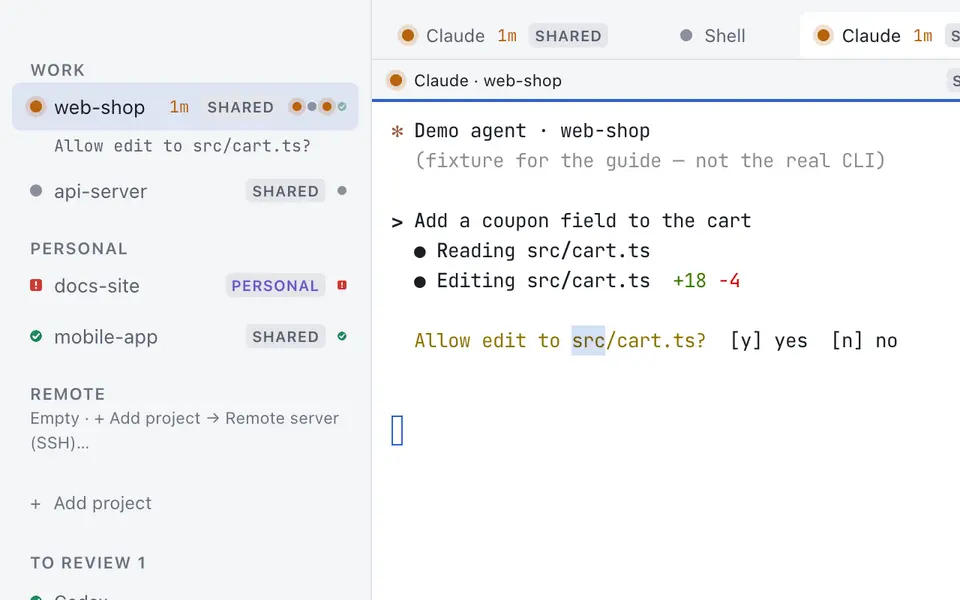 WORK
web-shop 1m SHARED
Allow edit to src/cart.ts?
api-server SHARED
PERSONAL
docs-site PERSONAL
mobile-app SHARED
REMOTE
Empty · + Add project → Remote server
(SSH)...
+ Add project
TO REVIEW 1
Claude 1m SHARED Shell Claude 1m
Claude · web-shop
* Demo agent · web-shop
(fixture for the guide — not the real CLI)
> Add a coupon field to the cart
● Reading src/cart.ts
● Editing src/cart.ts +18 -4
Allow edit to src/cart.ts? [y] yes [n] no